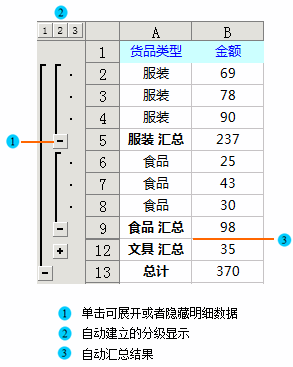 2
1 2 3 A B
1 货品类型 金额
2 服装 69
3 服装 78
4 服装 90
1 5 服装 汇总 237
6 食品 25
7 食品 43
8 食品 30
9 食品 汇总 98
3
12 文具 汇总 35
13 总计 370
1 单击可展开或者隐藏明细数据
2 自动建立的分级显示
3 自动汇总结果